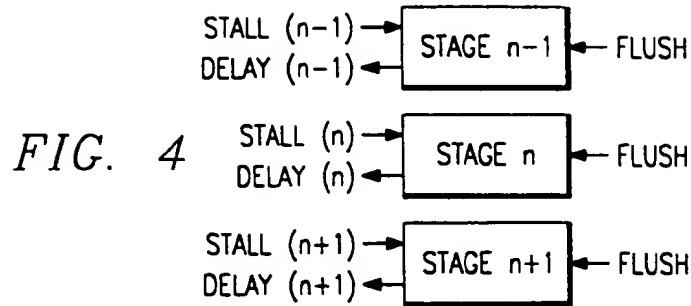 STALL (n-1)
DELAY (n-1)
STAGE n-1
FLUSH
FIG. 4
STALL (n)
DELAY (n)
STAGE n
FLUSH
STALL (n+1)
DELAY (n+1)
STAGE n+1
FLUSH